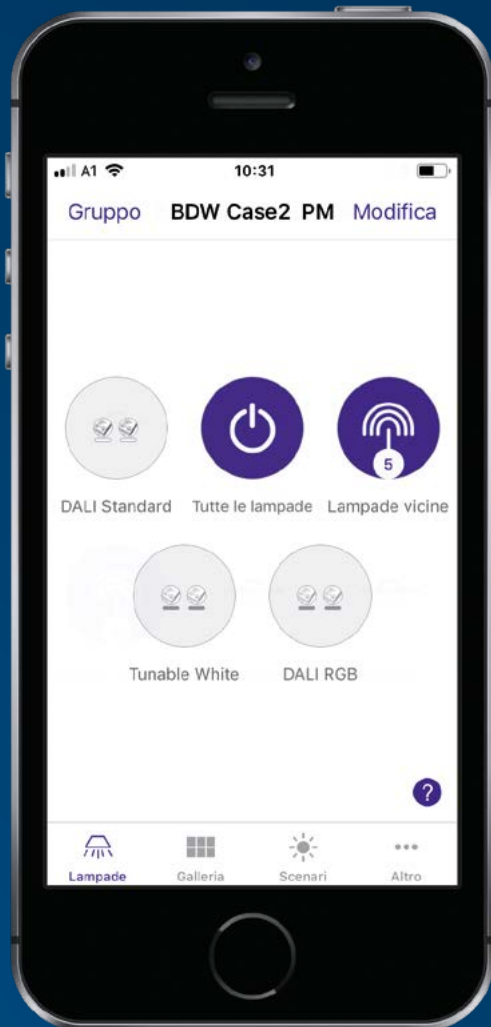 A1 10:31
Gruppo BDW Case2 PM Modifica
5
DALI Standard Tutte le lampade Lampade vicine
Tunable White DALI RGB
?
Lampade Galleria Scenari Altro